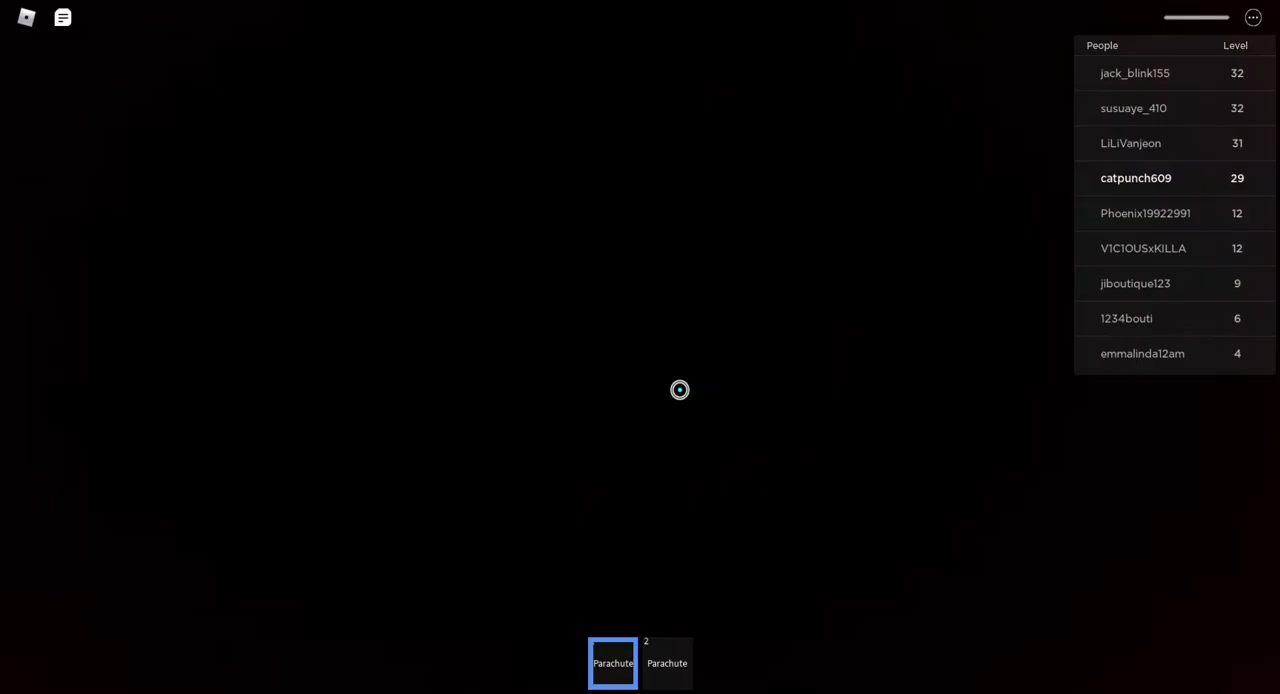 People Level
jack_blink155 32
susuaye_410 32
LiLiVanjeon 31
catpunch609 29
Phoenix19922991 12
V1C1OUSxKILLA 12
jiboutique123 9
1234bouti 6
emmalinda12am 4
2
Parachute Parachute